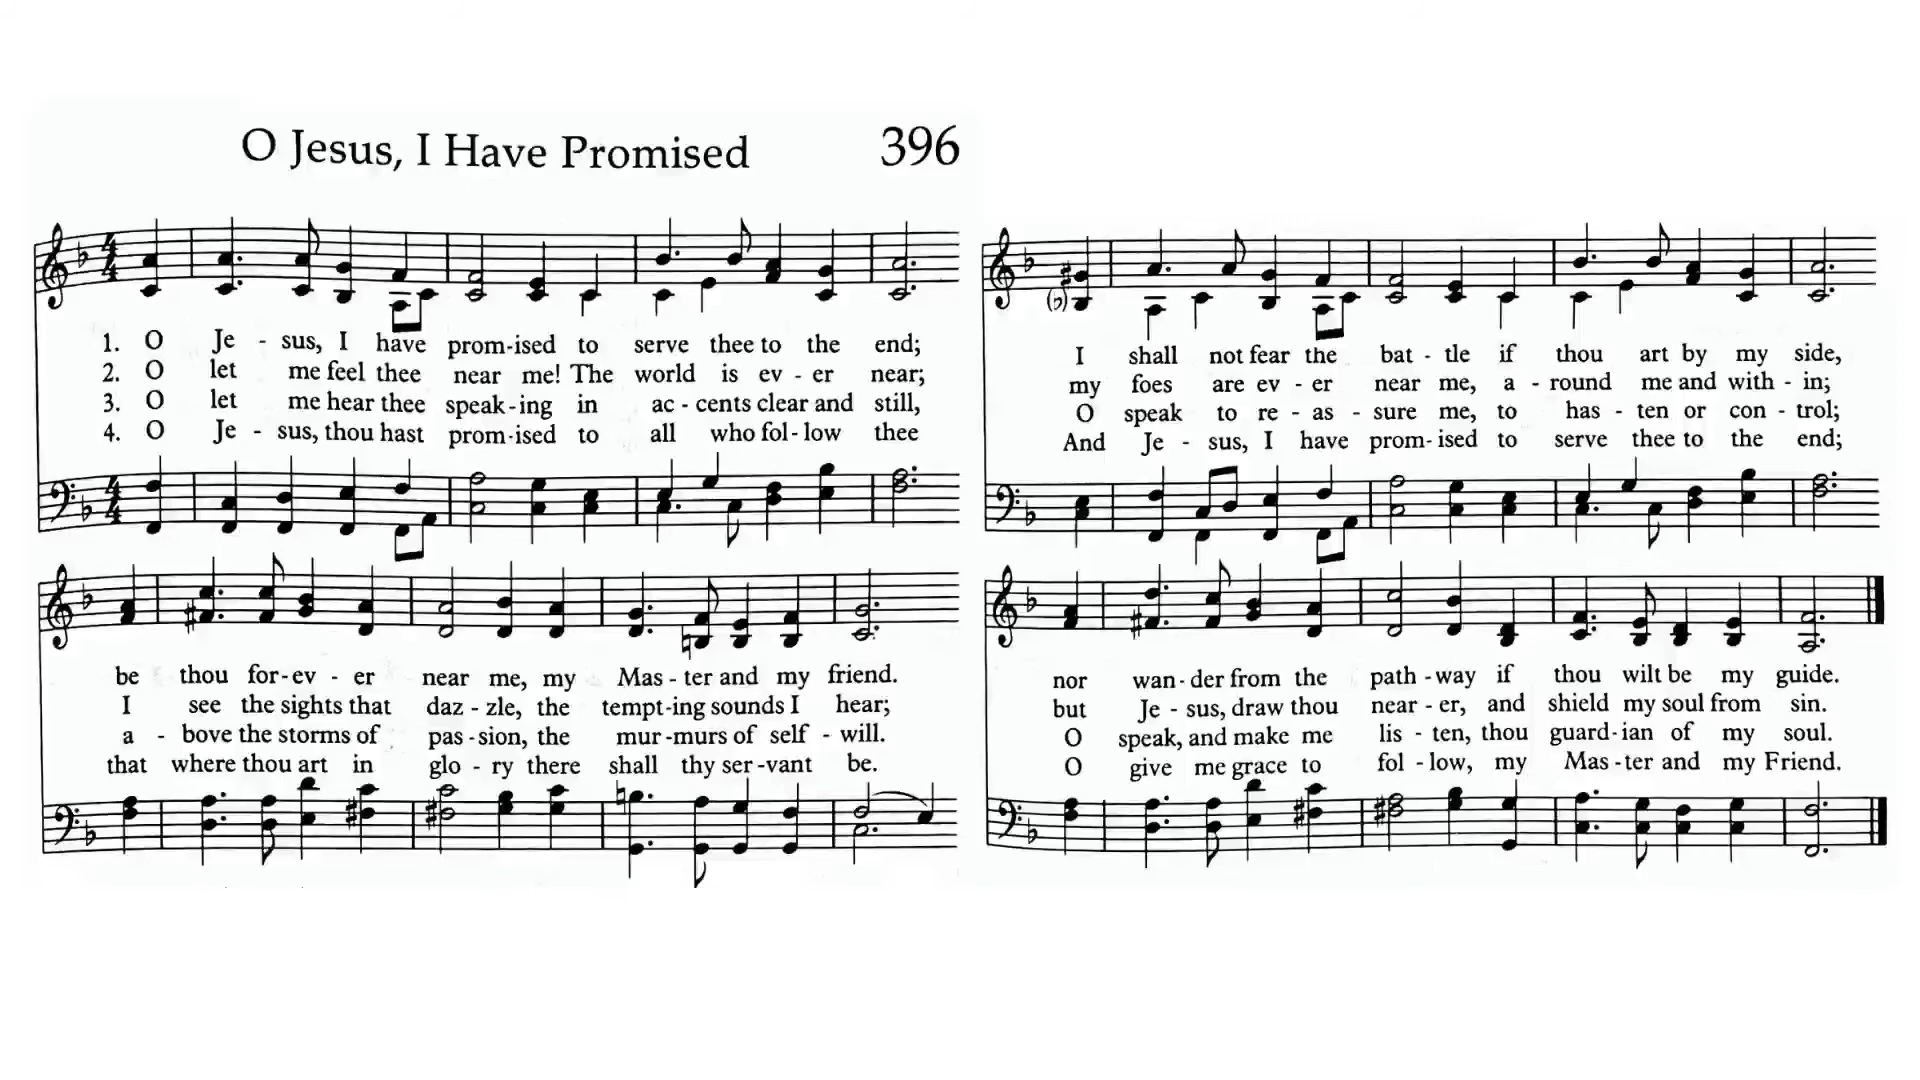 O Jesus, I Have Promised 396
1. O Je - sus, I have prom-ised to serve thee to the end;
2. O let me feel thee near me! The world is ev - er near;
3. O let me hear thee speak-ing in ac - cents clear and still,
4. O Je - sus, thou hast prom-ised to all who fol-low thee
I shall not fear the bat - tle if thou art by my side,
my foes are ev - er near me, a - round me and with - in;
O speak to re - as - sure me, to has - ten or con - trol;
And Je - sus, I have prom-ised to serve thee to the end;
be thou for-ev - er near me, my Mas - ter and my friend.
I see the sights that daz - zle, the tempt-ing sounds I hear;
a - bove the storms of pas-sion, the mur-murs of self - will.
that where thou art in glo - ry there shall thy ser-vant be.
nor wan-der from the path-way if thou wilt be my guide.
but Je - sus, draw thou near-er, and shield my soul from sin.
O speak, and make me lis - ten, thou guard-ian of my soul.
O give me grace to fol-low, my Mas-ter and my Friend.